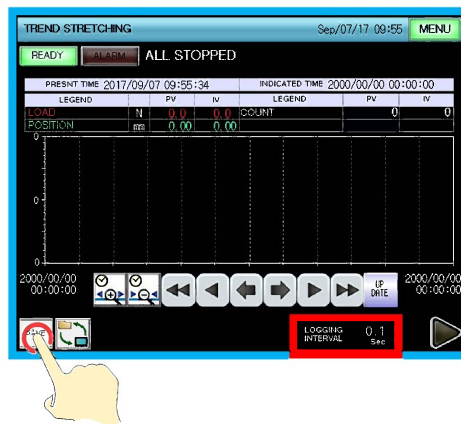 TREND STRETCHING Sep/07/17 09:55 MENU
READY ALARM ALL STOPPED
PRESNT TIME 2017/09/07 09:55:34 INDICATED TIME 2000/00/00 00:00:00
LEGEND PV IV LEGEND PV IV
LOAD N 0.0 0.0 COUNT 0 0
POSITION mm 0.00 0.00
0
0
0
2000/00/00 2000/00/00
00:00:00 UP DATE 00:00:00
LOGGING INTERVAL 0.1 Sec